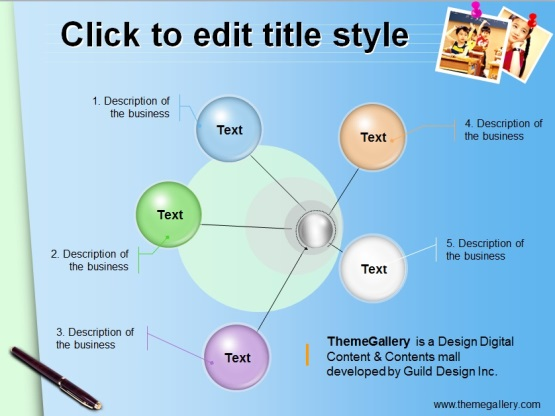 Click to edit title style
1. Description of
the business
Text
4. Description of
the business
Text
Text
2. Description of
the business
5. Description of
the business
Text
3. Description of
the business
Text
ThemeGallery is a Design Digital
Content & Contents mall
developed by Guild Design Inc.
www.themegallery.com